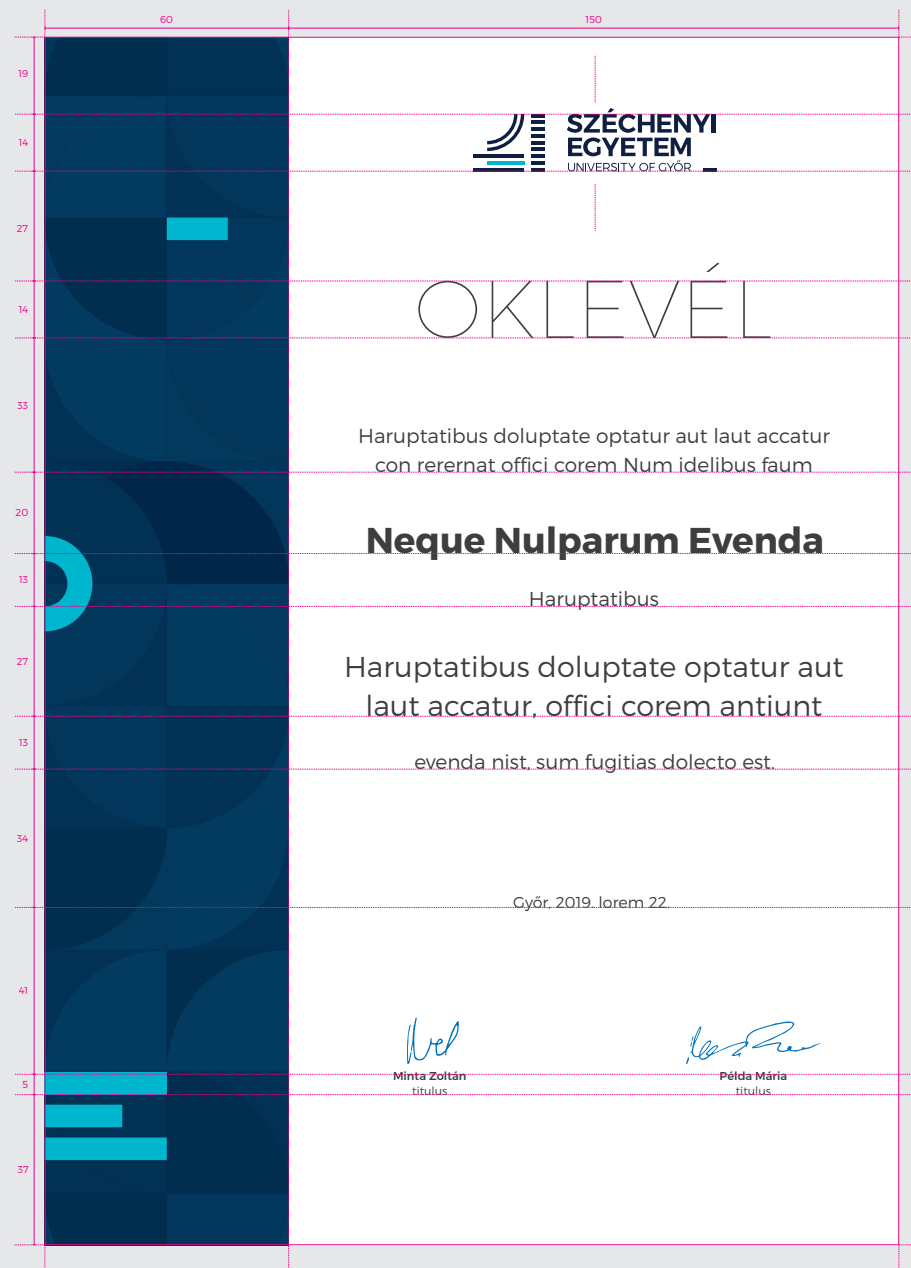 60
150
19
14
27
14
33
20
13
27
13
34
41
5
37
SZÉCHENYI
EGYETEM
UNIVERSITY OF GYŐR
OKLEVÉL
Haruptatibus doluptate optatur aut laut accatur
con rerernat offici corem Num idelibus faum
Neque Nulparum Evenda
Haruptatibus
Haruptatibus doluptate optatur aut
laut accatur, offici corem antiunt
evenda nist, sum fugitias dolecto est.
Győr, 2019. lorem 22.
Minta Zoltán
titulus
Példa Mária
titulus